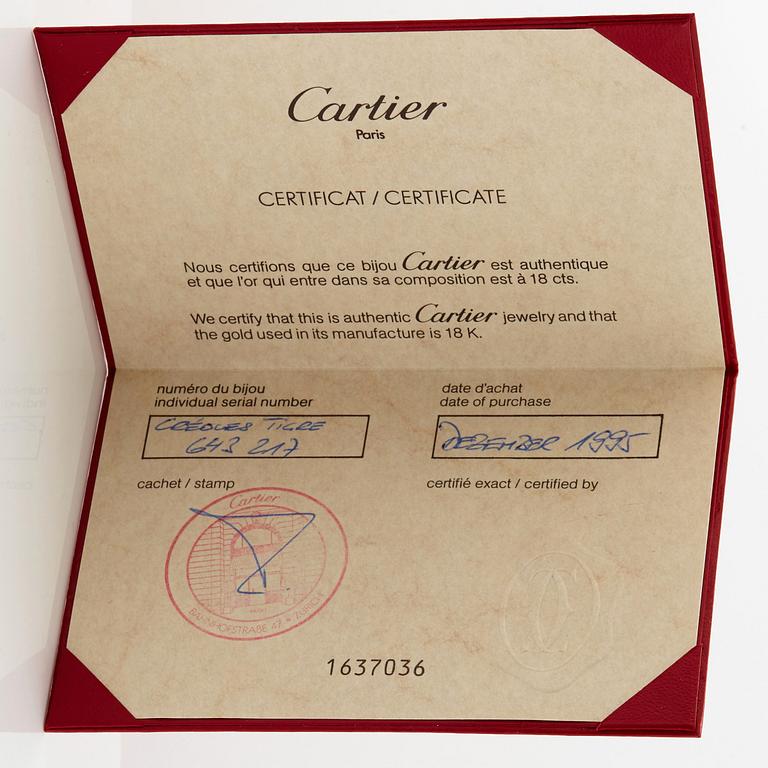 Cartier
Paris
CERTIFICAT / CERTIFICATE
Nous certifions que ce bijou Cartier est authentique
et que l'or qui entre dans sa composition est à 18 cts.
We certify that this is authentic Cartier jewelry and that
the gold used in its manufacture is 18 K.
numéro du bijou
individual serial number
CRÉOLES TIGRE
643 217
date d'achat
date of purchase
DEZEMBER 1995
cachet / stamp
certifié exact / certified by
Cartier
BAHNHOFSTRAßE 47 * ZÜRICH
1637036